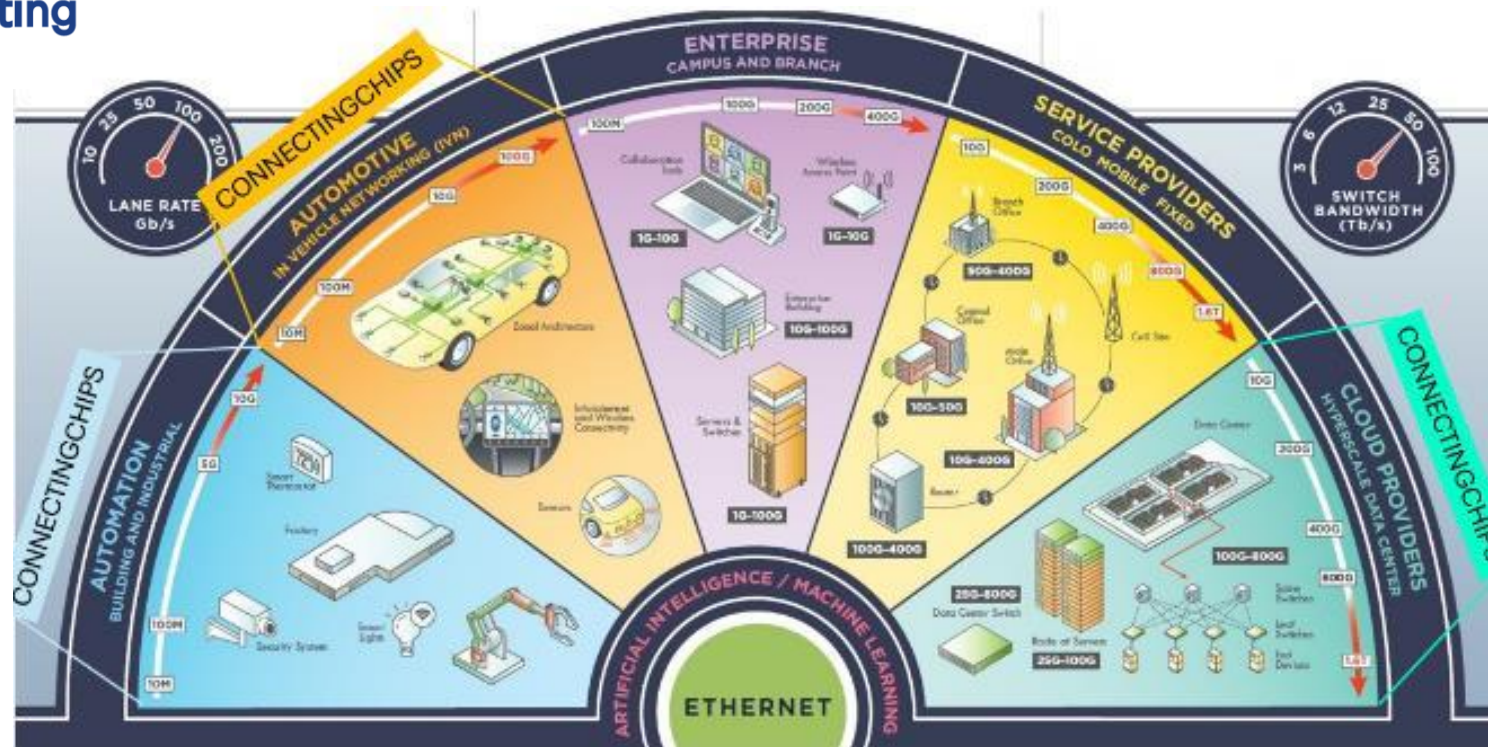 ting
CONNECTINGCHIPS
CONNECTINGCHIPS
CONNECTINGCHIPS
10 25 50 100 200
LANE RATE
Gb/s
3 6 12 25 50 100
SWITCH
BANDWIDTH
(Tb/s)
AUTOMATION
BUILDING AND INDUSTRIAL
10M
100M
5G
10G
Smart
Thermostat
Factory
Security System
Smart
Lights
AUTOMOTIVE
IN VEHICLE NETWORKING (IVN)
10M
100M
10G
100G
Zonal Architecture
Infotainment
and Wireless
Connectivity
Sensors
ENTERPRISE
CAMPUS AND BRANCH
100M
100G
200G
400G
Collaboration
Tools
1G-10G
Wireless
Access Point
1G-10G
Enterprise
Building
10G-100G
Servers &
Switches
1G-100G
SERVICE PROVIDERS
COLO MOBILE FIXED
10G
200G
400G
800G
1.6T
Branch
Office
50G-400G
Central
Office
10G-50G
Cell Site
Main
Office
10G-400G
Router
100G-400G
CLOUD PROVIDERS
HYPERSCALE DATA CENTER
10G
200G
400G
800G
1.6T
Data Center
100G-800G
25G-800G
Data Center Switch
Rack of Servers
25G-100G
Spine
Switches
Leaf
Switches
End
Devices
ARTIFICIAL INTELLIGENCE / MACHINE LEARNING
ETHERNET